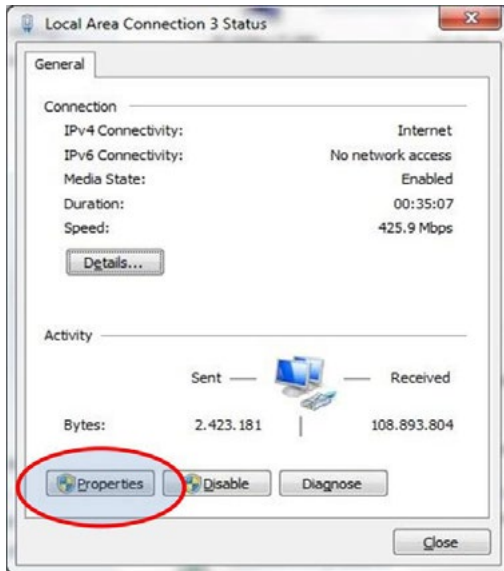 Local Area Connection 3 Status
General
Connection
IPv4 Connectivity: Internet
IPv6 Connectivity: No network access
Media State: Enabled
Duration: 00:35:07
Speed: 425.9 Mbps
Details...
Activity
Sent Received
Bytes: 2.423.181 108.893.804
Properties Disable Diagnose
Close